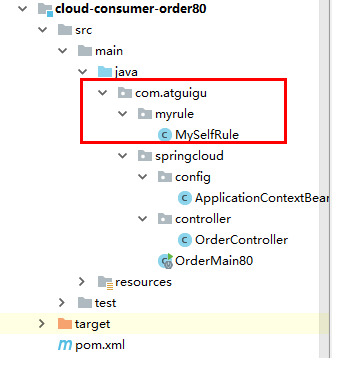 cloud-consumer-order80
src
main
java
com.atguigu
myrule
MySelfRule
springcloud
config
ApplicationContextBean
controller
OrderController
OrderMain80
resources
test
target
pom.xml